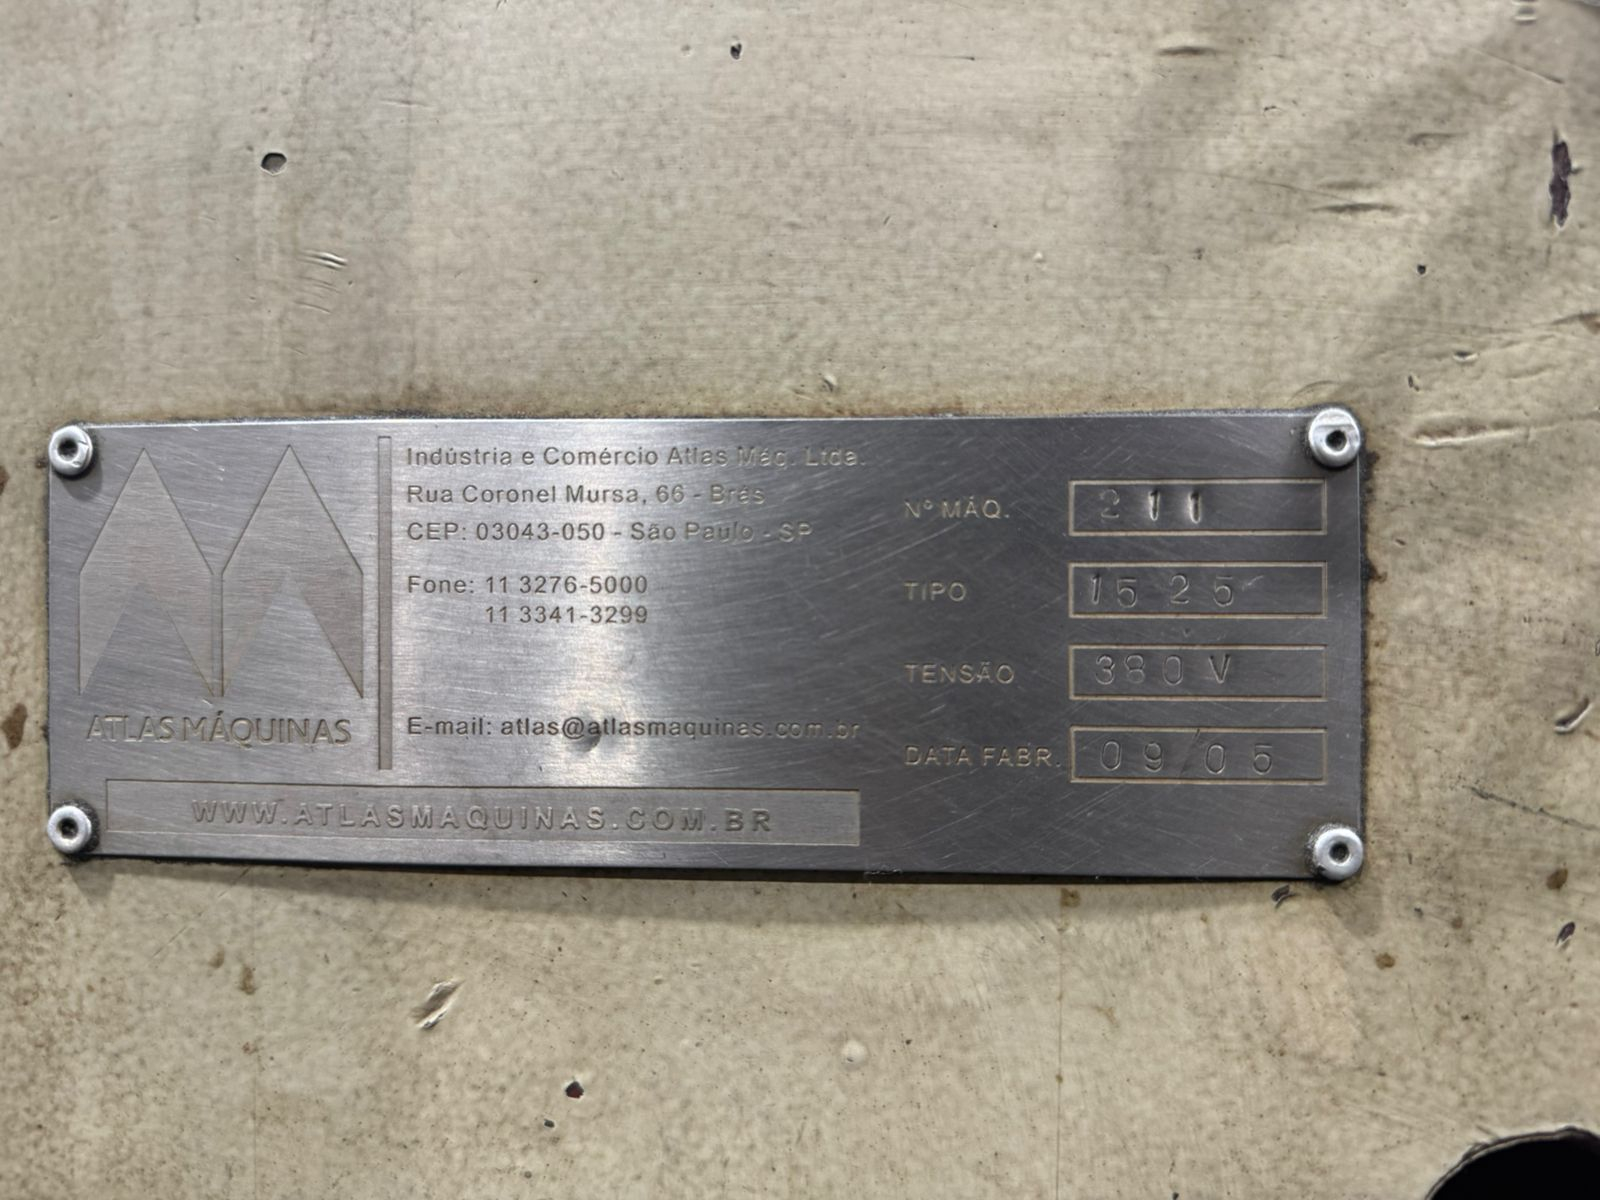 Indústria e Comércio Atlas Máq. Ltda.
Rua Coronel Mursa, 66 - Brás
CEP: 03043-050 - São Paulo - SP
Fone: 11 3276-5000
11 3341-3299
E-mail: atlas@atlasmaquinas.com.br
ATLAS MÁQUINAS
WWW.ATLASMAQUINAS.COM.BR
Nº MÁQ. 211
TIPO 1525
TENSÃO 380 V
DATA FABR. 09/05